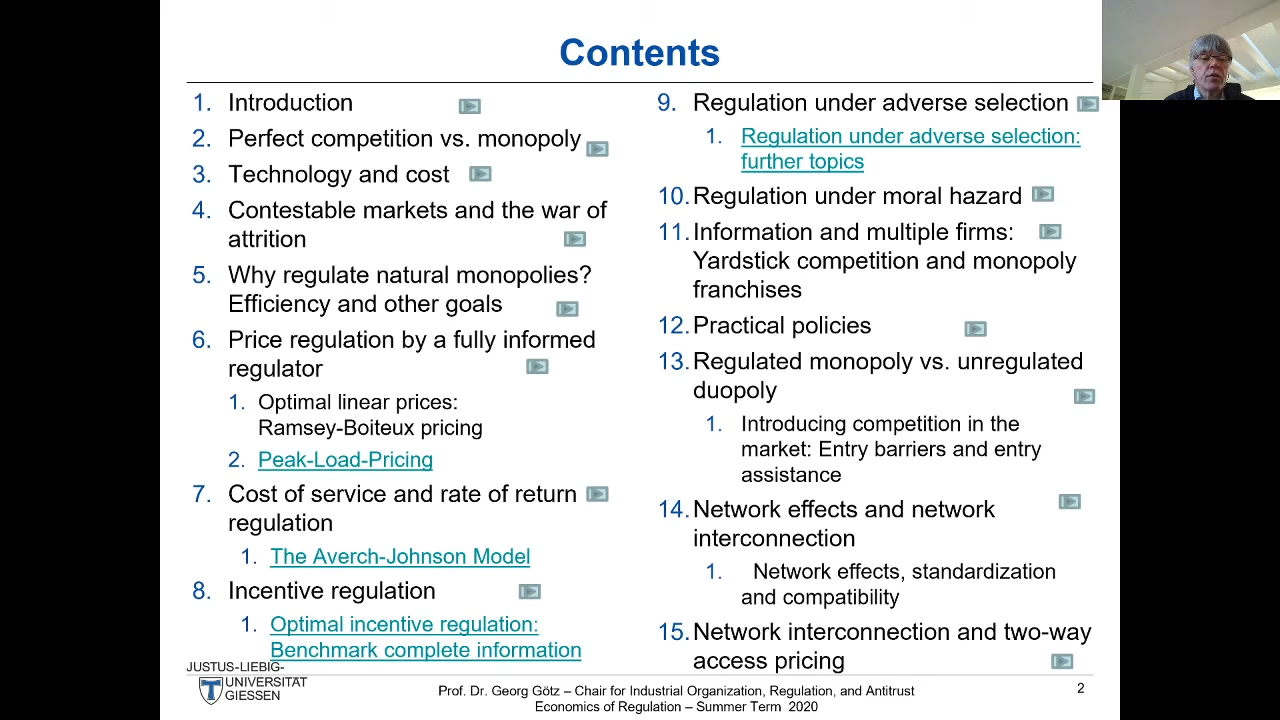 Contents
1. Introduction
2. Perfect competition vs. monopoly
3. Technology and cost
4. Contestable markets and the war of
attrition
5. Why regulate natural monopolies?
Efficiency and other goals
6. Price regulation by a fully informed
regulator
1. Optimal linear prices:
Ramsey-Boiteux pricing
2. Peak-Load-Pricing
7. Cost of service and rate of return
regulation
1. The Averch-Johnson Model
8. Incentive regulation
1. Optimal incentive regulation:
Benchmark complete information
9. Regulation under adverse selection
1. Regulation under adverse selection:
further topics
10. Regulation under moral hazard
11. Information and multiple firms:
Yardstick competition and monopoly
franchises
12. Practical policies
13. Regulated monopoly vs. unregulated
duopoly
1. Introducing competition in the
market: Entry barriers and entry
assistance
14. Network effects and network
interconnection
1. Network effects, standardization
and compatibility
15. Network interconnection and two-way
access pricing
JUSTUS-LIEBIG-
UNIVERSITÄT
GIESSEN
Prof. Dr. Georg Götz – Chair for Industrial Organization, Regulation, and Antitrust
Economics of Regulation – Summer Term 2020
2